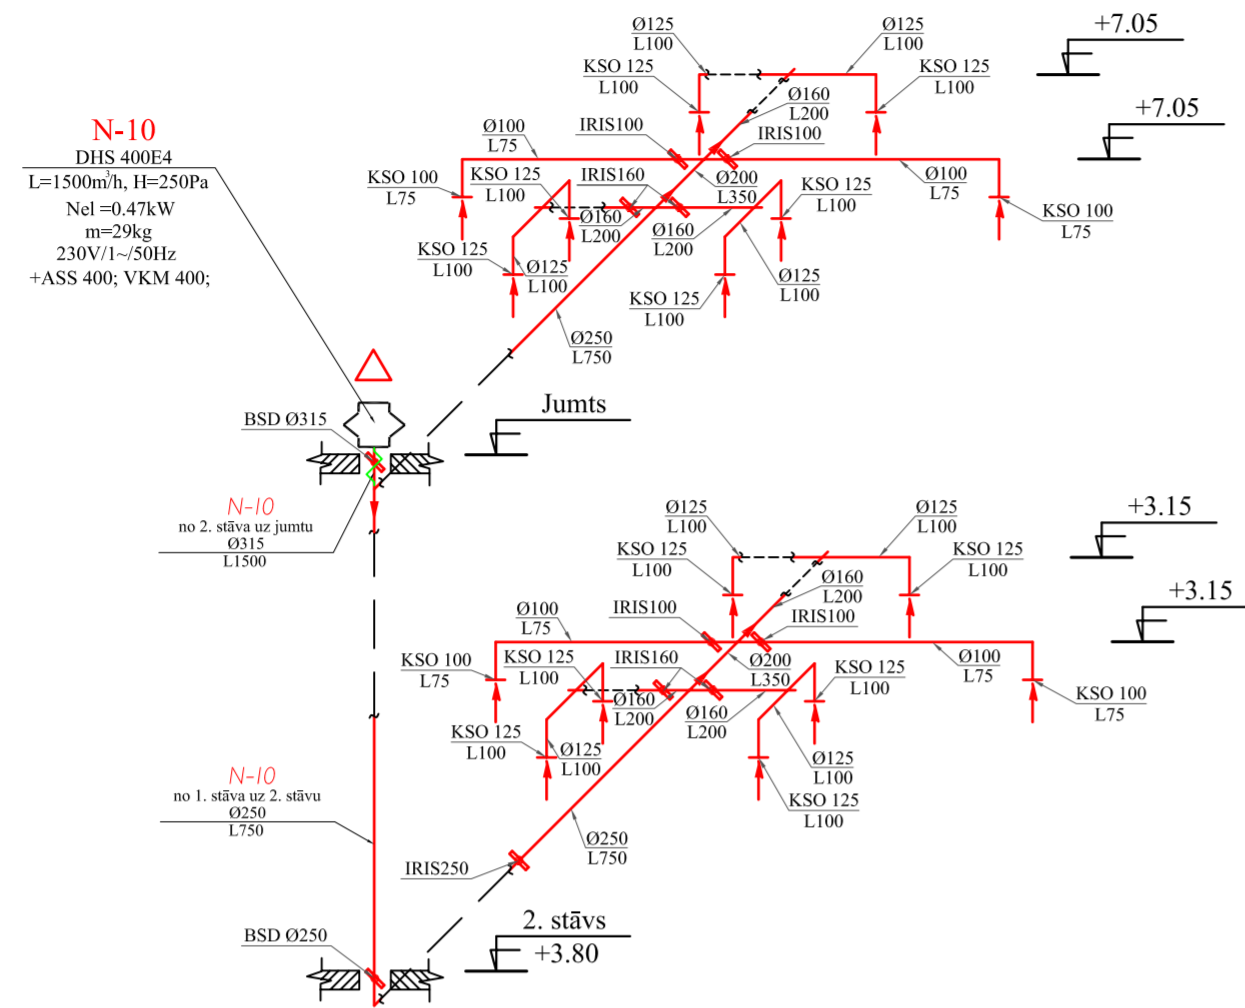 N-10
DHS 400E4
L=1500m³/h, H=250Pa
Nel =0.47kW
m=29kg
230V/1~/50Hz
+ASS 400; VKM 400;
Ø125
L100
Ø125
L100
+7.05
KSO 125
L100
KSO 125
L100
Ø160
L200
+7.05
Ø100
L75
IRIS100
IRIS100
KSO 100
L75
KSO 125
L100
IRIS160
Ø200
L350
KSO 125
L100
Ø100
L75
KSO 100
L75
Ø160
L200
Ø160
L200
KSO 125
L100
Ø125
L100
Ø125
L100
KSO 125
L100
Ø250
L750
Jumts
BSD Ø315
N-10
no 2. stāva uz jumtu
Ø315
L1500
Ø125
L100
Ø125
L100
+3.15
KSO 125
L100
KSO 125
L100
Ø160
L200
+3.15
Ø100
L75
IRIS100
IRIS100
KSO 100
L75
KSO 125
L100
IRIS160
Ø200
L350
KSO 125
L100
Ø100
L75
KSO 100
L75
Ø160
L200
Ø160
L200
KSO 125
L100
Ø125
L100
Ø125
L100
KSO 125
L100
N-10
no 1. stāva uz 2. stāvu
Ø250
L750
Ø250
L750
IRIS250
BSD Ø250
2. stāvs
+3.80